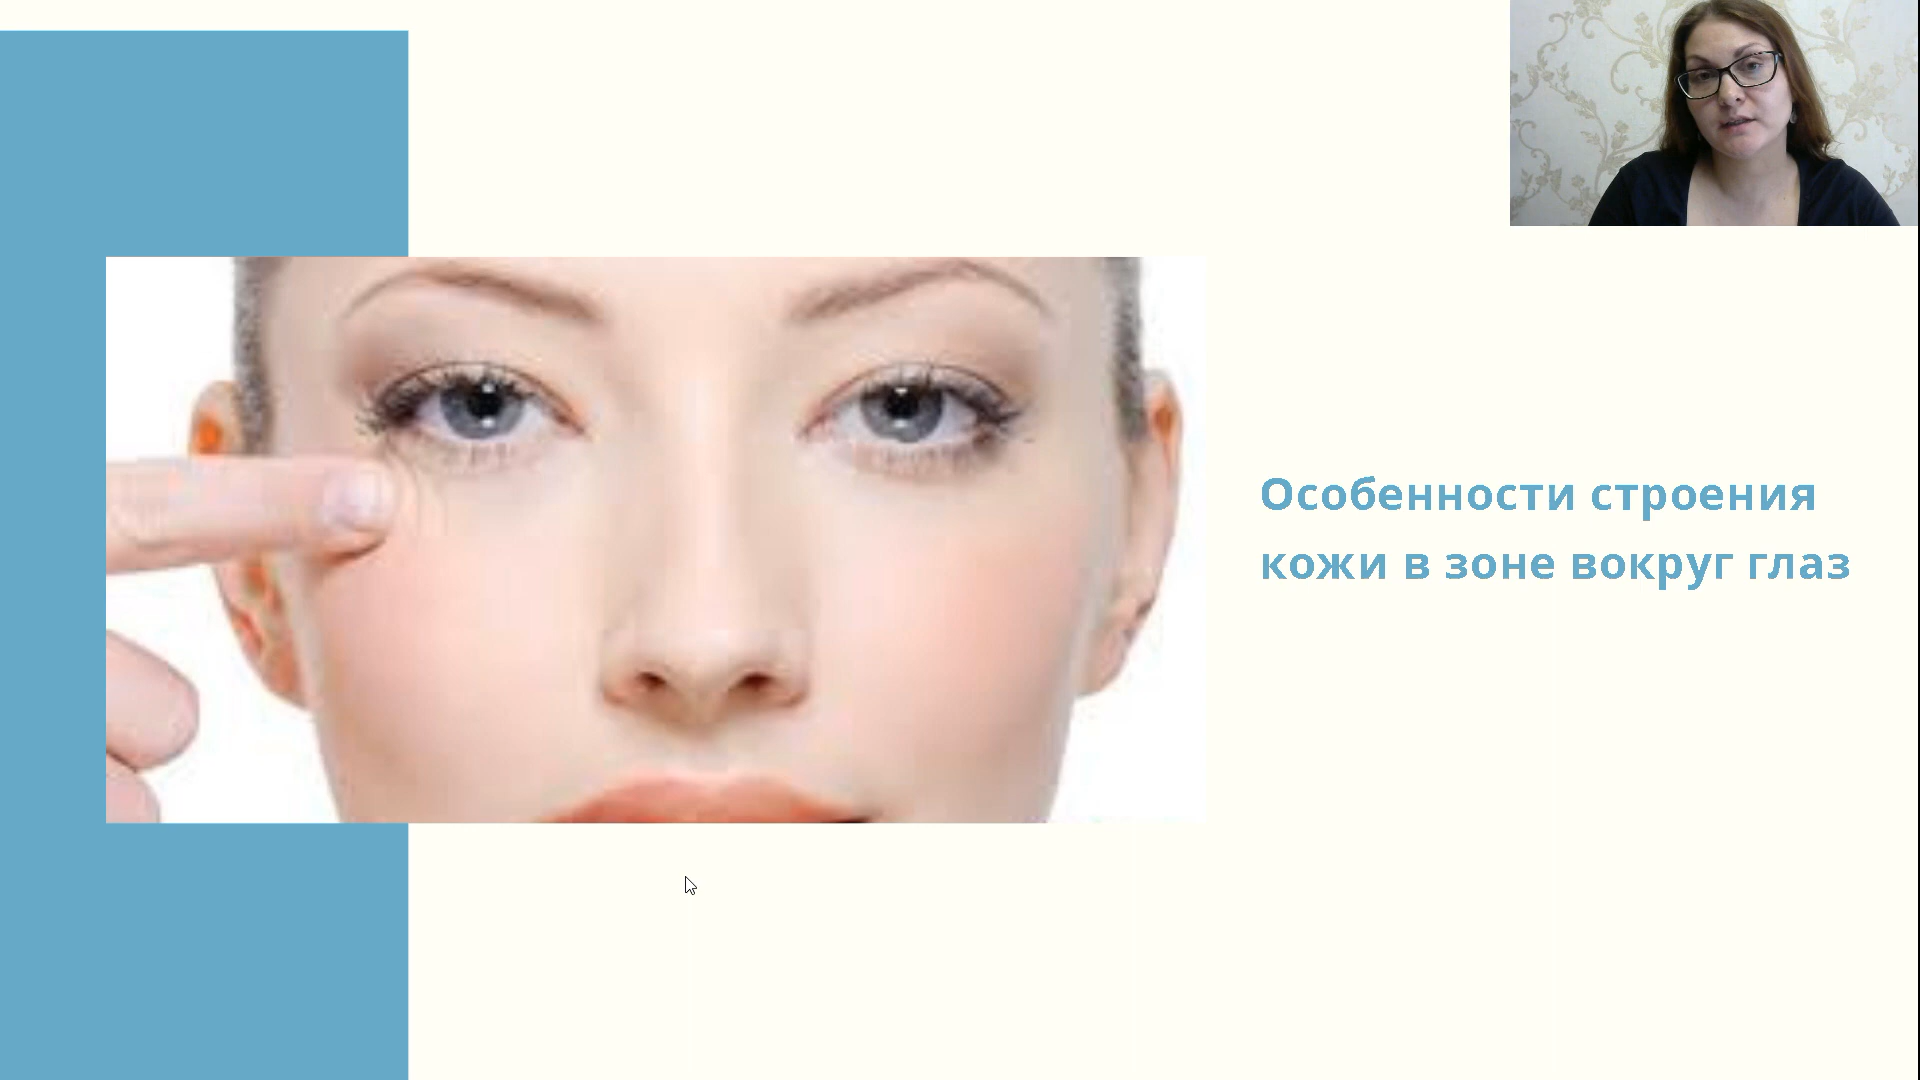 Особенности строения
кожи в зоне вокруг глаз